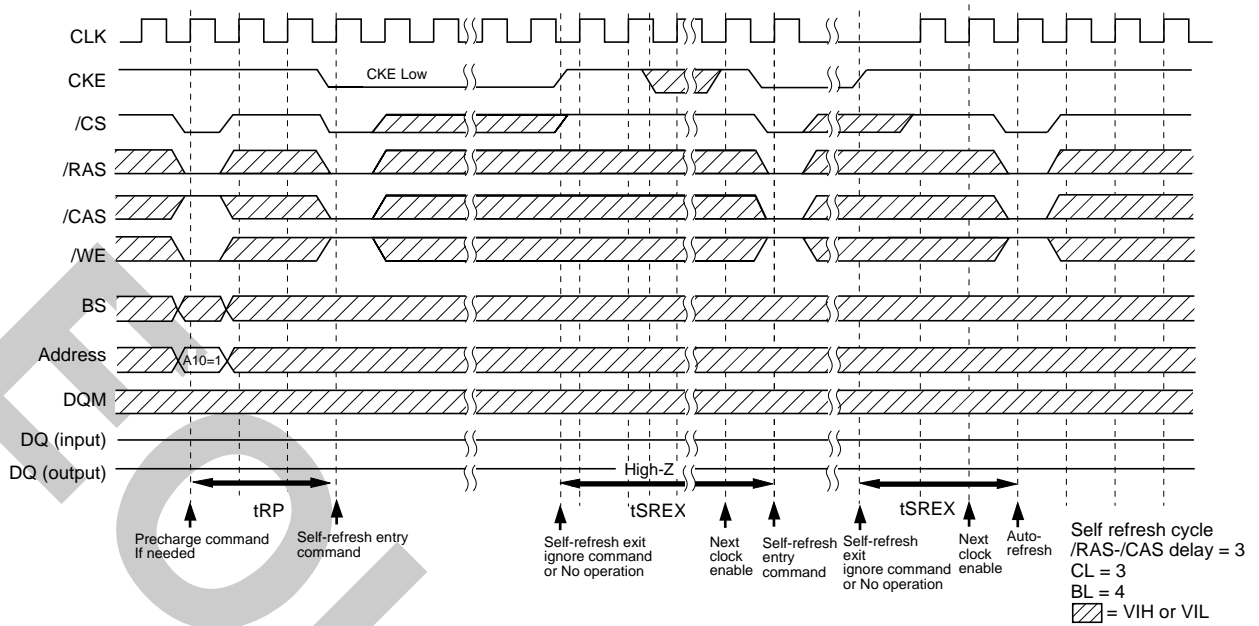 CLK
CKE
CKE Low
/CS
/RAS
/CAS
/WE
BS
Address
A10=1
DQM
DQ (input)
DQ (output)
High-Z
tRP
tSREX
tSREX
Precharge command
If needed
Self-refresh entry
command
Self-refresh exit
ignore command
or No operation
Next
clock
enable
Self-refresh
entry
command
Self-refresh
exit
ignore command
or No operation
Next
clock
enable
Auto-
refresh
Self refresh cycle
/RAS-/CAS delay = 3
CL = 3
BL = 4
= VIH or VIL